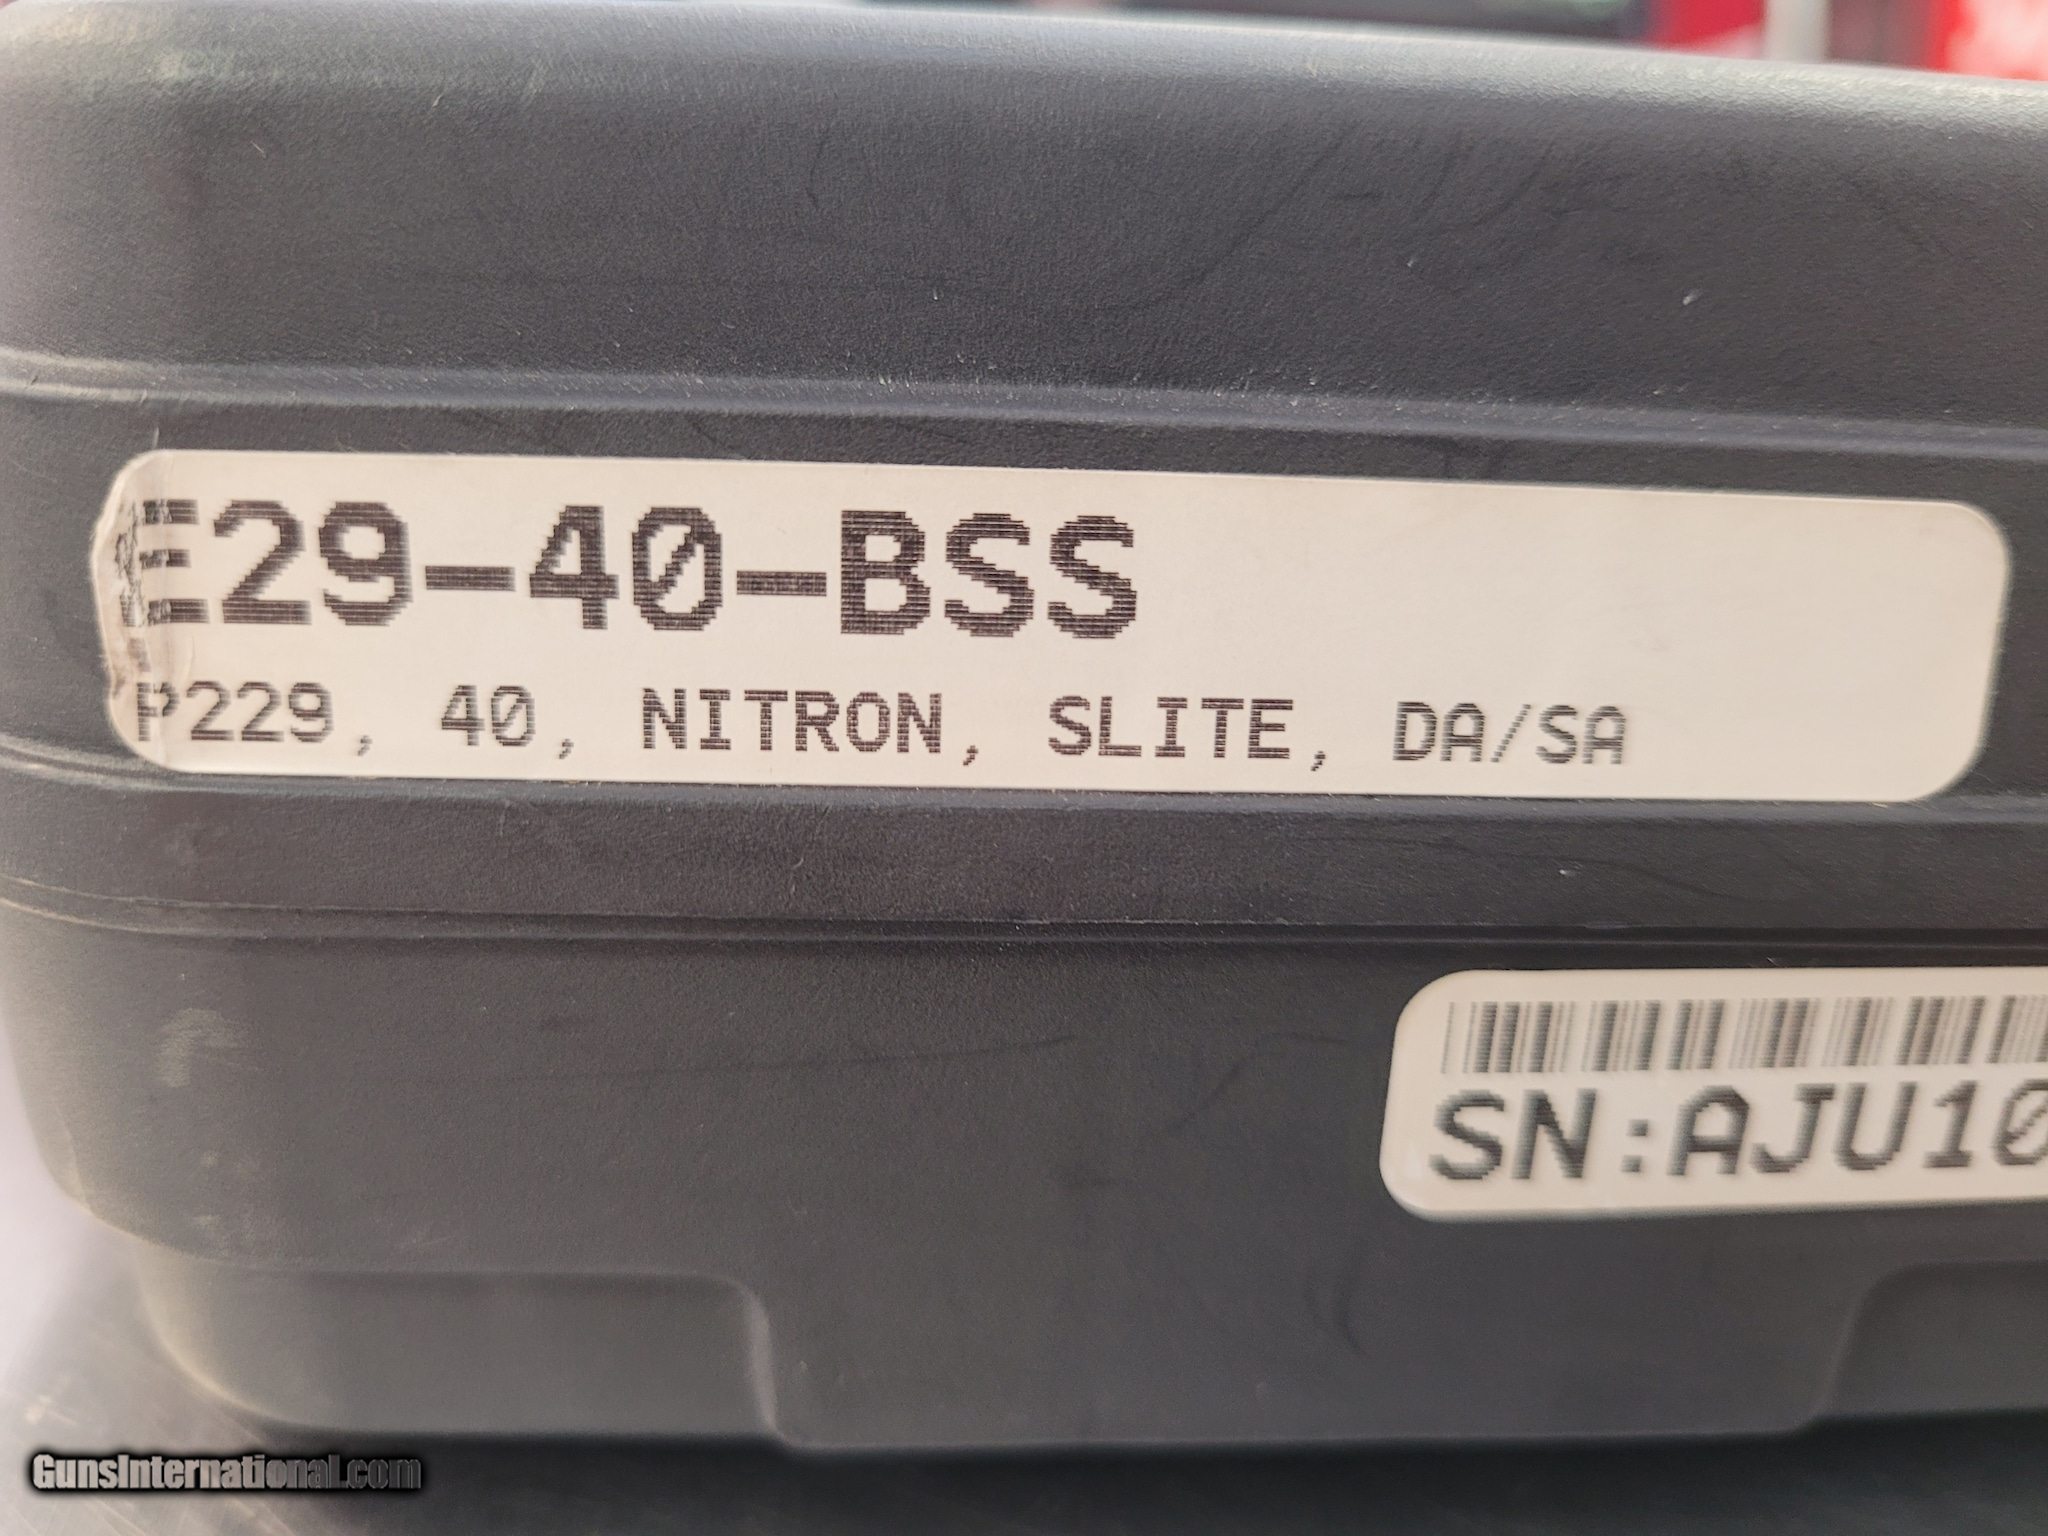 E29-40-BSS
P229, 40, NITRON, SLITE, DA/SA
SN:AJU10
GunsInternational.com